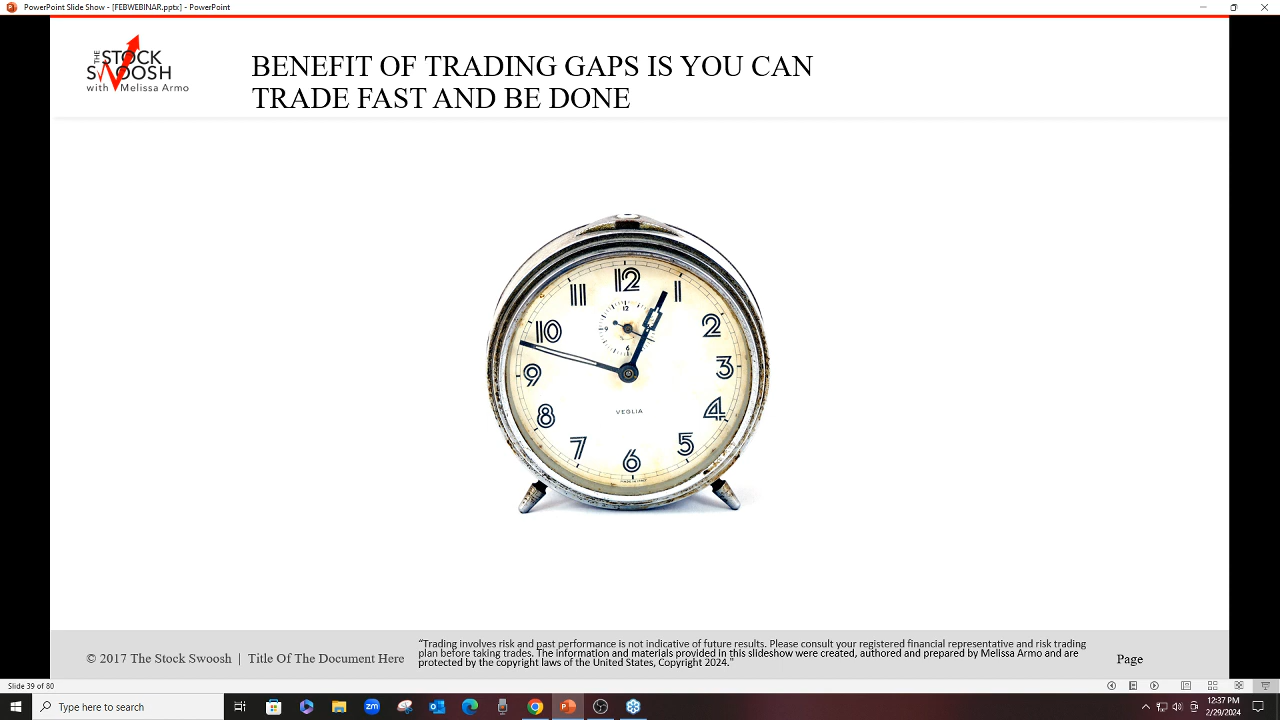 PowerPoint Slide Show - [FEBWEBINAR.pptx] - PowerPoint
THE
STOCK
SWOOSH
with Melissa Armo
BENEFIT OF TRADING GAPS IS YOU CAN
TRADE FAST AND BE DONE
12
11
1
10
2
9
3
8
4
7
5
6
12
9
6
VEGLIA
© 2017 The Stock Swoosh | Title Of The Document Here
"Trading involves risk and past performance is not indicative of future results. Please consult your registered financial representative and risk trading
plan before taking trades. The information and materials provided in this slideshow were created, authored and prepared by Melissa Armo and are
protected by the copyright laws of the United States, Copyright 2024."
Page
Slide 39 of 80
Type here to search
zm
12:37 PM
2/29/2024